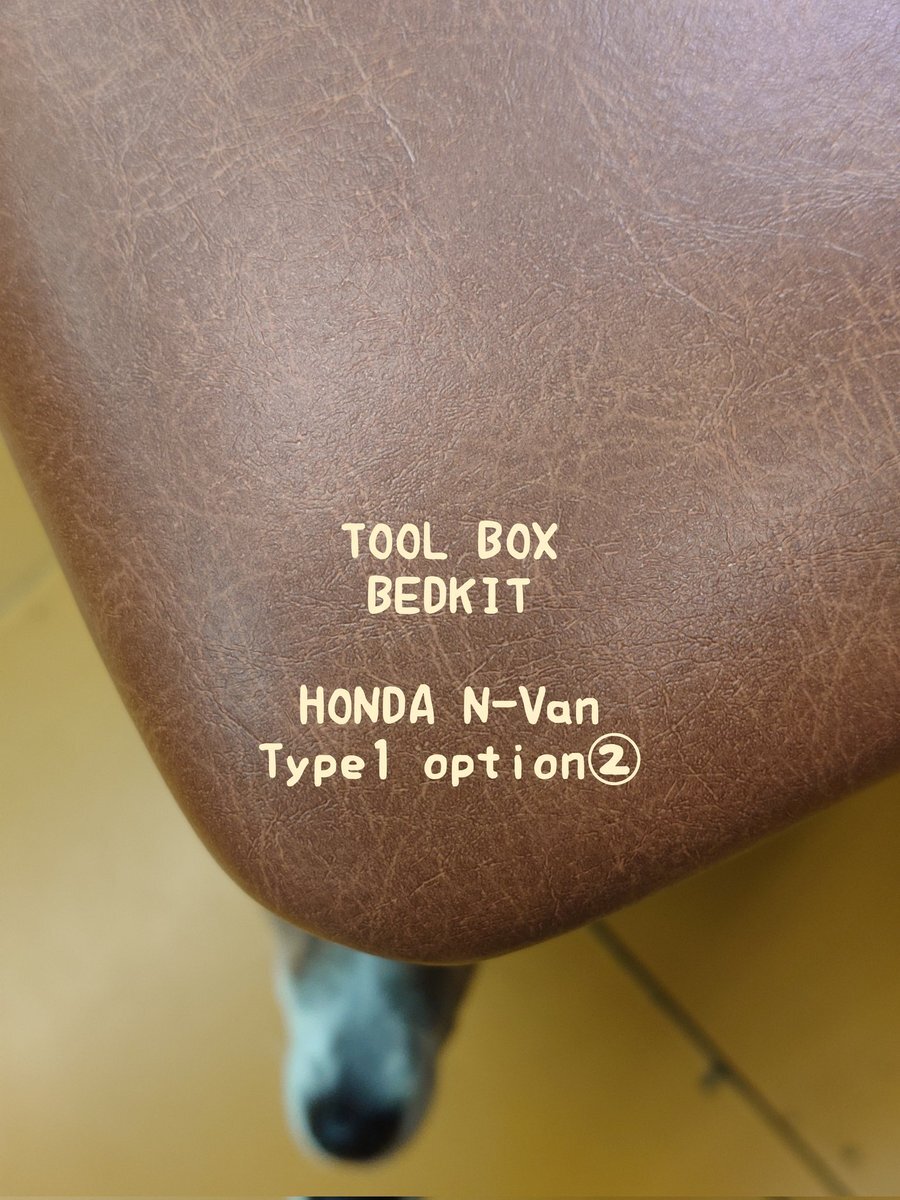 TOOL BOX
BEDKIT
HONDA N-Van
Type1 option②